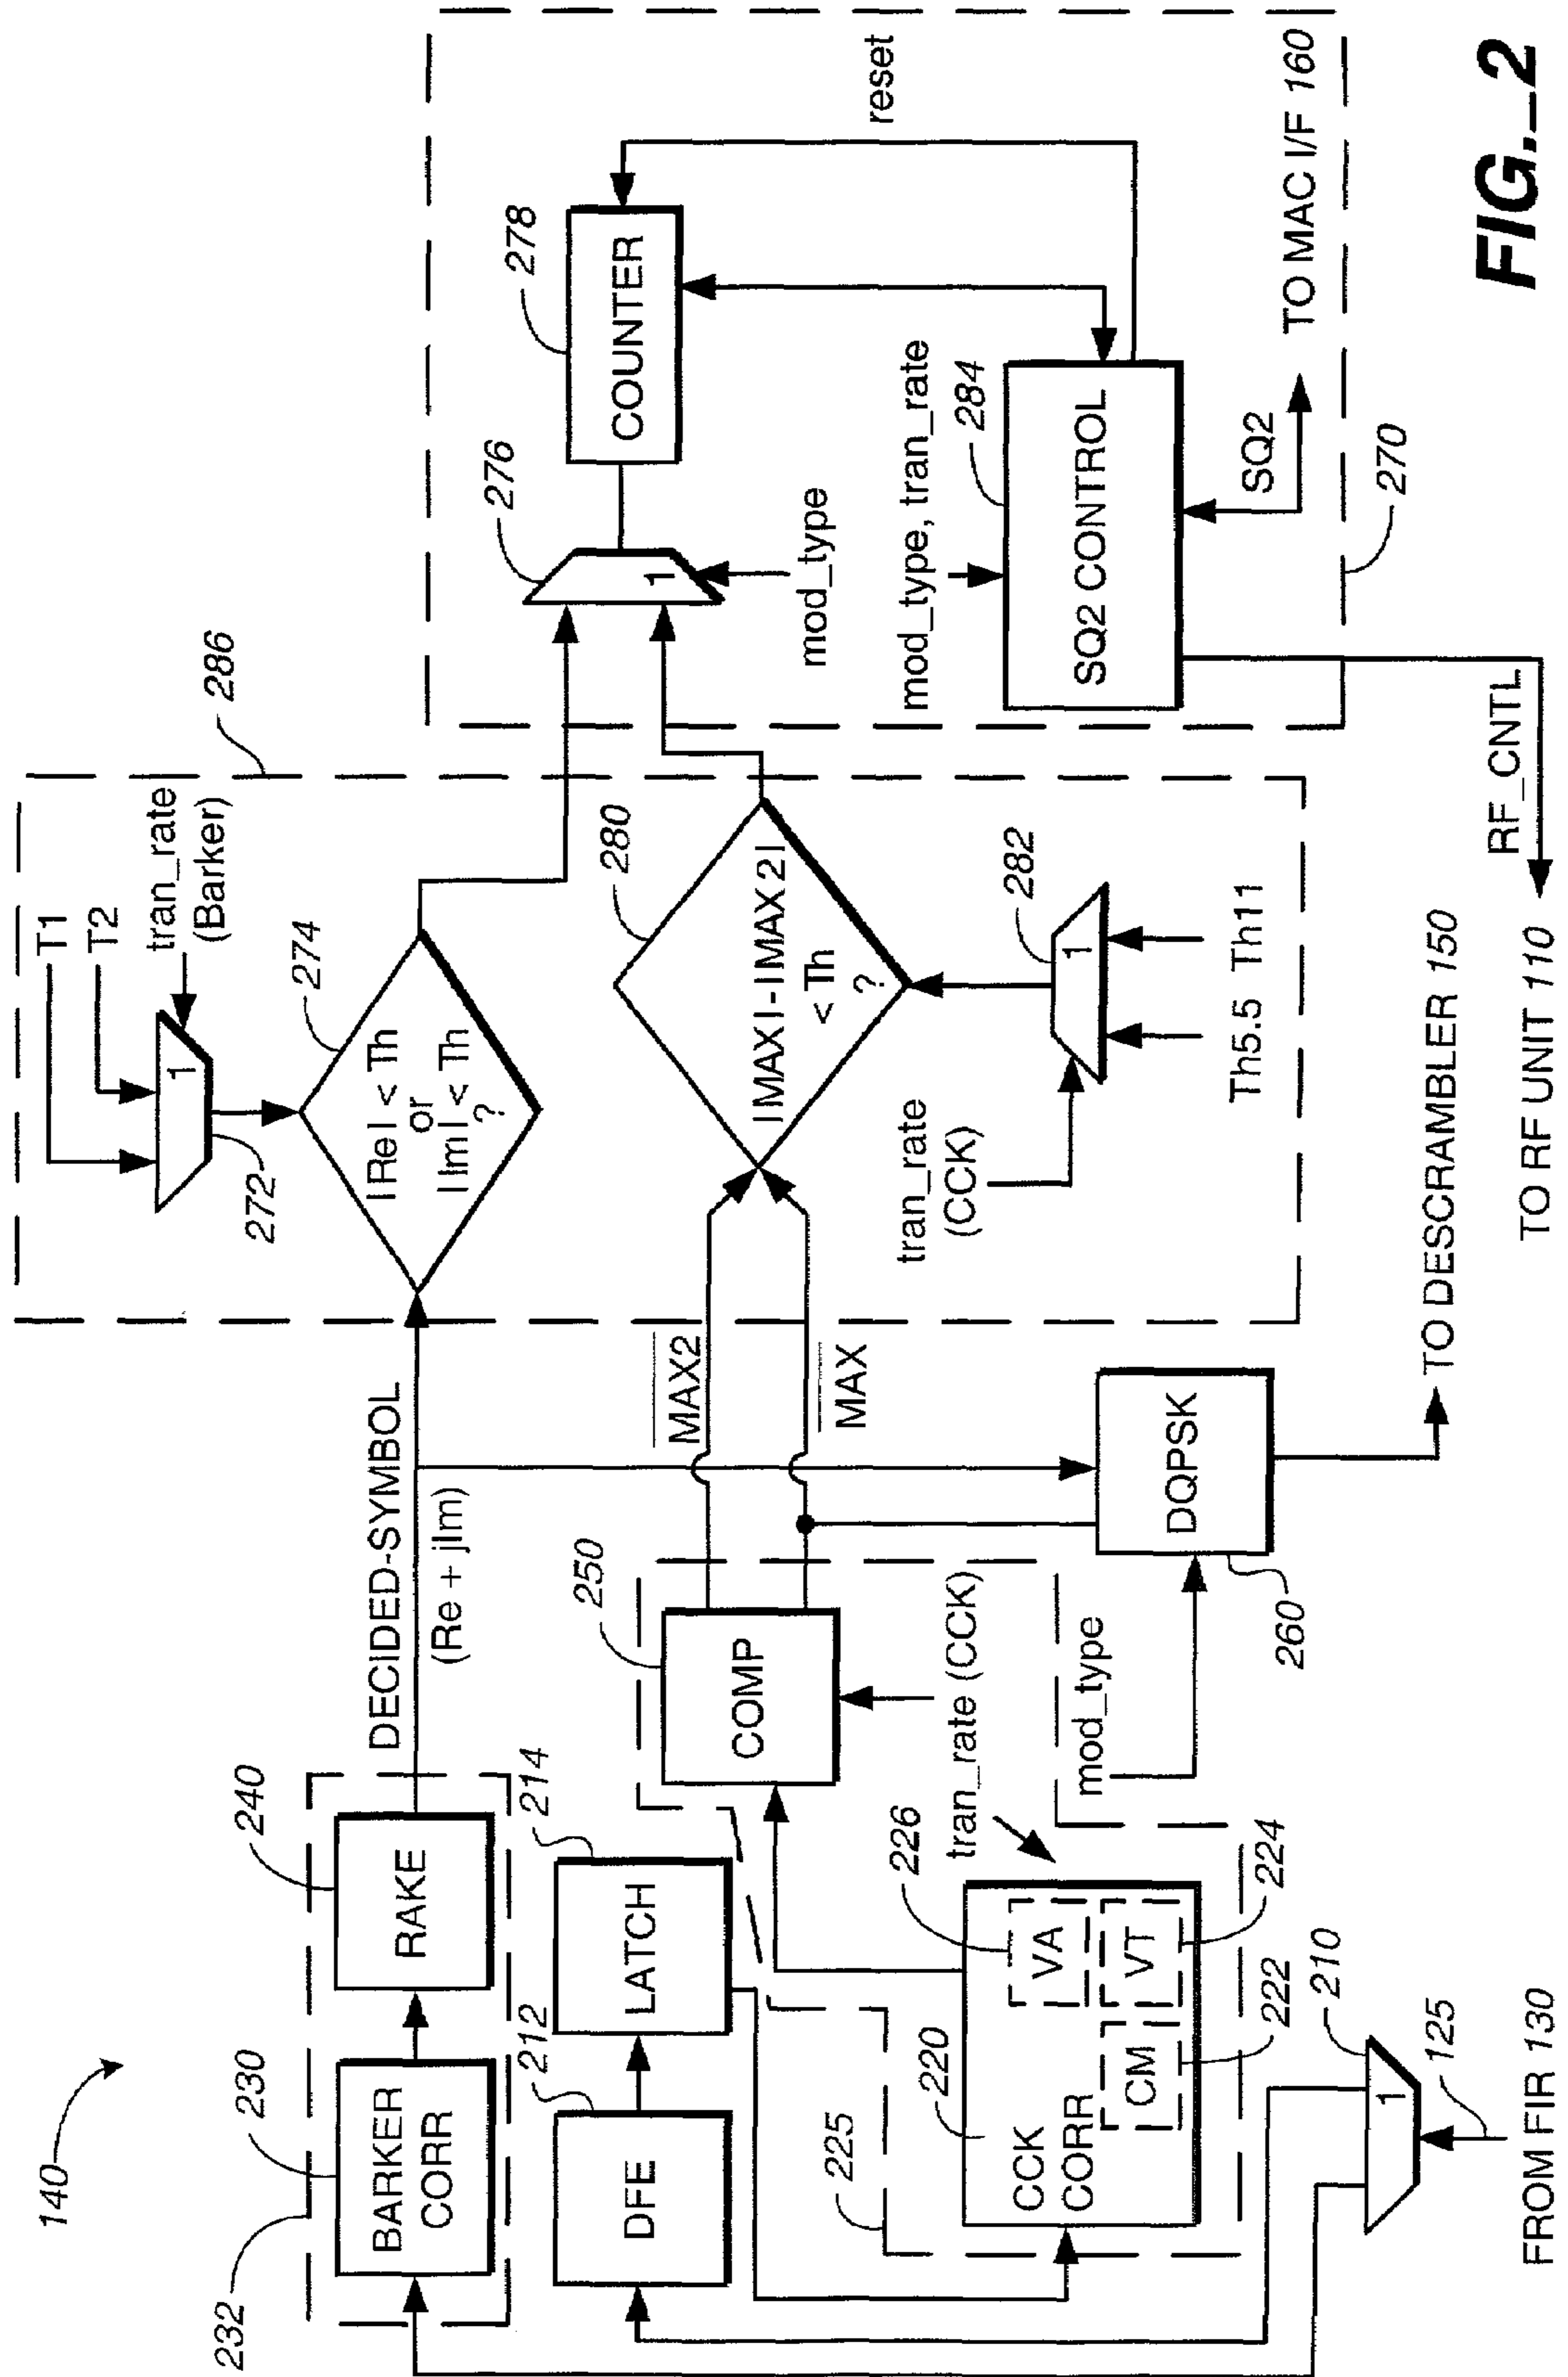 140
232
230
BARKER
CORR
240
RAKE
DECIDED-SYMBOL
(Re + jIm)
212
DFE
214
LATCH
225
220
CCK
CORR
CM
222
VT
224
VA
226
tran_rate (CCK)
250
COMP
MAX2
MAX
mod_type
DQPSK
260
TO DESCRAMBLER 150
210
1
125
FROM FIR 130
286
T1
T2
tran_rate
(Barker)
1
272
274
|Re| < Th
or
|Im| < Th
?
280
|MAX|-|MAX2|
< Th
?
tran_rate
(CCK)
282
1
Th5.5 Th11
276
1
mod_type
278
COUNTER
reset
mod_type, tran_rate
284
SQ2 CONTROL
SQ2
TO MAC I/F 160
270
RF_CNTL
TO RF UNIT 110
FIG._2